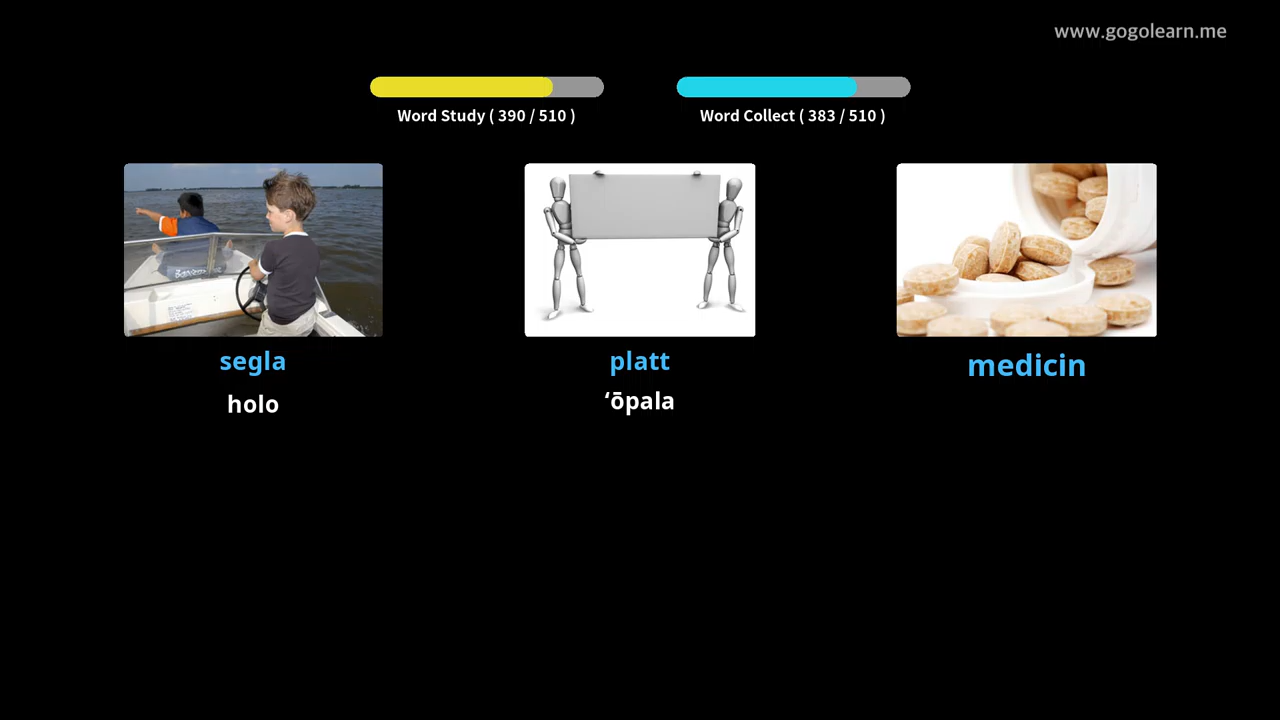 www.gogolearn.me
Word Study ( 390 / 510 )
Word Collect ( 383 / 510 )
segla
platt
medicin
holo
ʻōpala